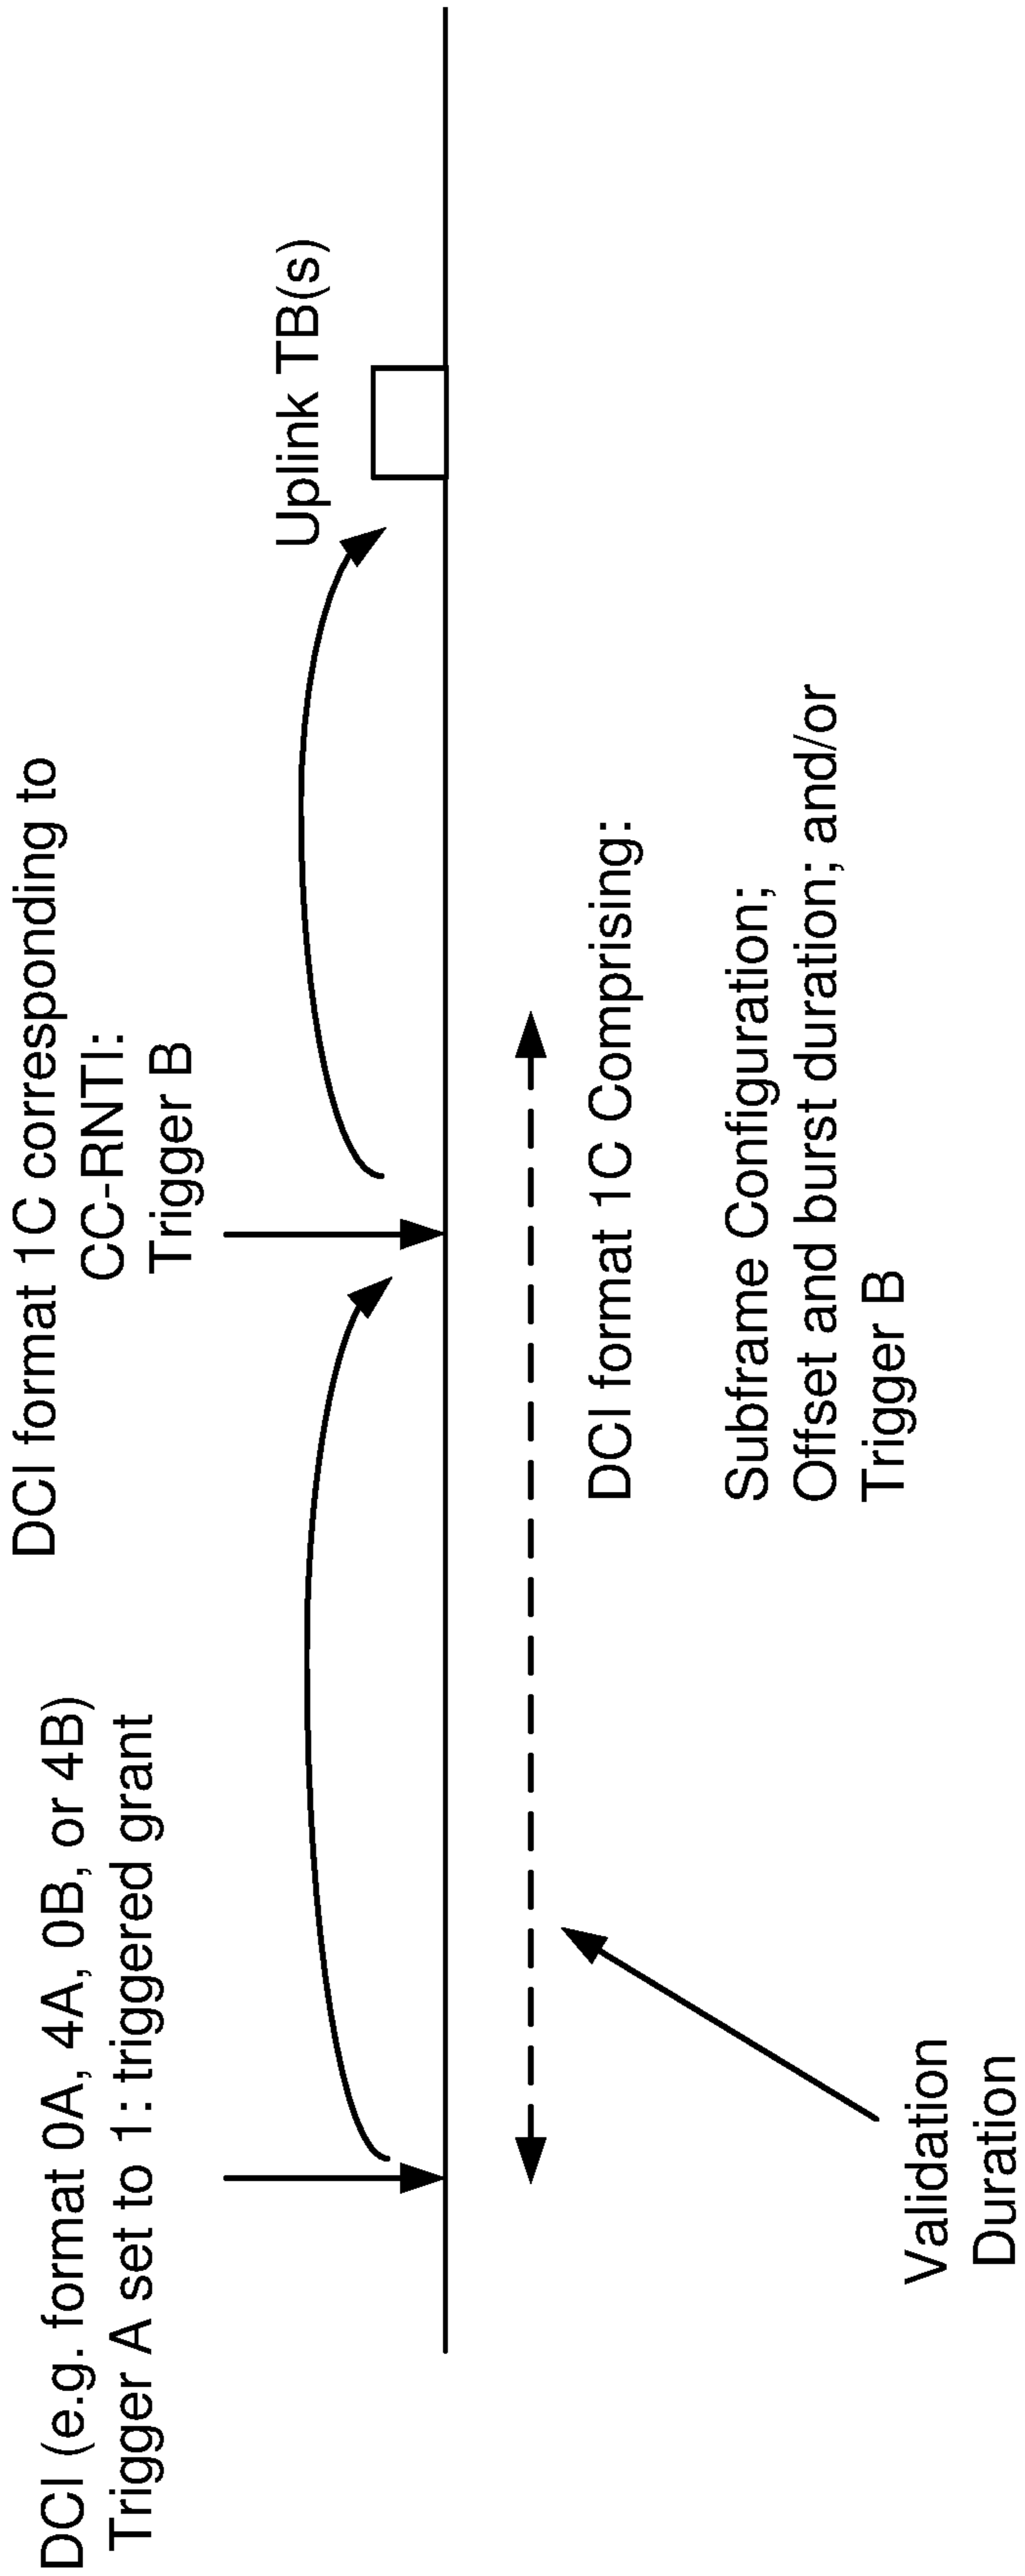 DCI (e.g. format 0A, 4A, 0B, or 4B)
Trigger A set to 1: triggered grant
DCI format 1C corresponding to
CC-RNTI:
Trigger B
Uplink TB(s)
Validation
Duration
DCI format 1C Comprising:
Subframe Configuration;
Offset and burst duration; and/or
Trigger B